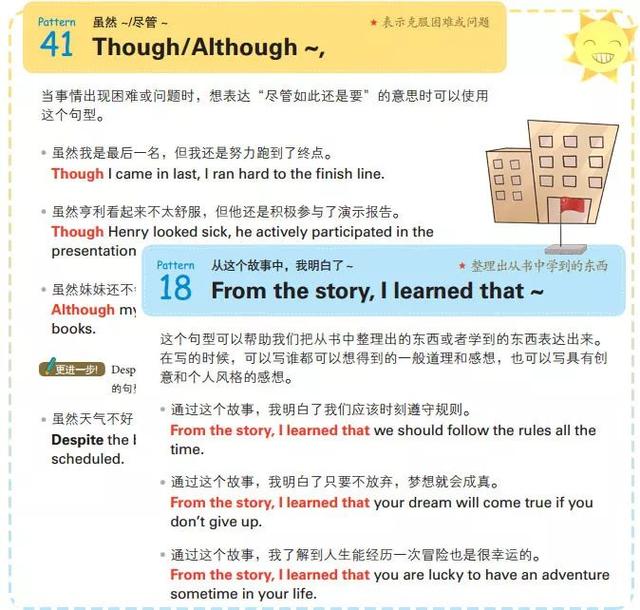 Pattern
41
虽然 ~/尽管 ~
★ 表示克服困难或问题
Though/Although ~,
当事情出现困难或问题时，想表达“尽管如此还是要”的意思时可以使用
这个句型。
• 虽然我是最后一名，但我还是努力跑到了终点。
Though I came in last, I ran hard to the finish line.
• 虽然亨利看起来不太舒服，但他还是积极参与了演示报告。
Though Henry looked sick, he actively participated in the
presentation
• 虽然妹妹还不
Although my
books.
更进一步!
Desp
的句
• 虽然天气不好
Despite the
scheduled.
Pattern
18
从这个故事中，我明白了 ~
★ 整理出从书中学到的东西
From the story, I learned that ~
这个句型可以帮助我们把从书中整理出的东西或者学到的东西表达出来。
在写的时候，可以写谁都可以想得到的一般道理和感想，也可以写具有创
意和个人风格的感想。
• 通过这个故事，我明白了我们应该时刻遵守规则。
From the story, I learned that we should follow the rules all the
time.
• 通过这个故事，我明白了只要不放弃，梦想就会成真。
From the story, I learned that your dream will come true if you
don’t give up.
• 通过这个故事，我了解到人生能经历一次冒险也是很幸运的。
From the story, I learned that you are lucky to have an adventure
sometime in your life.